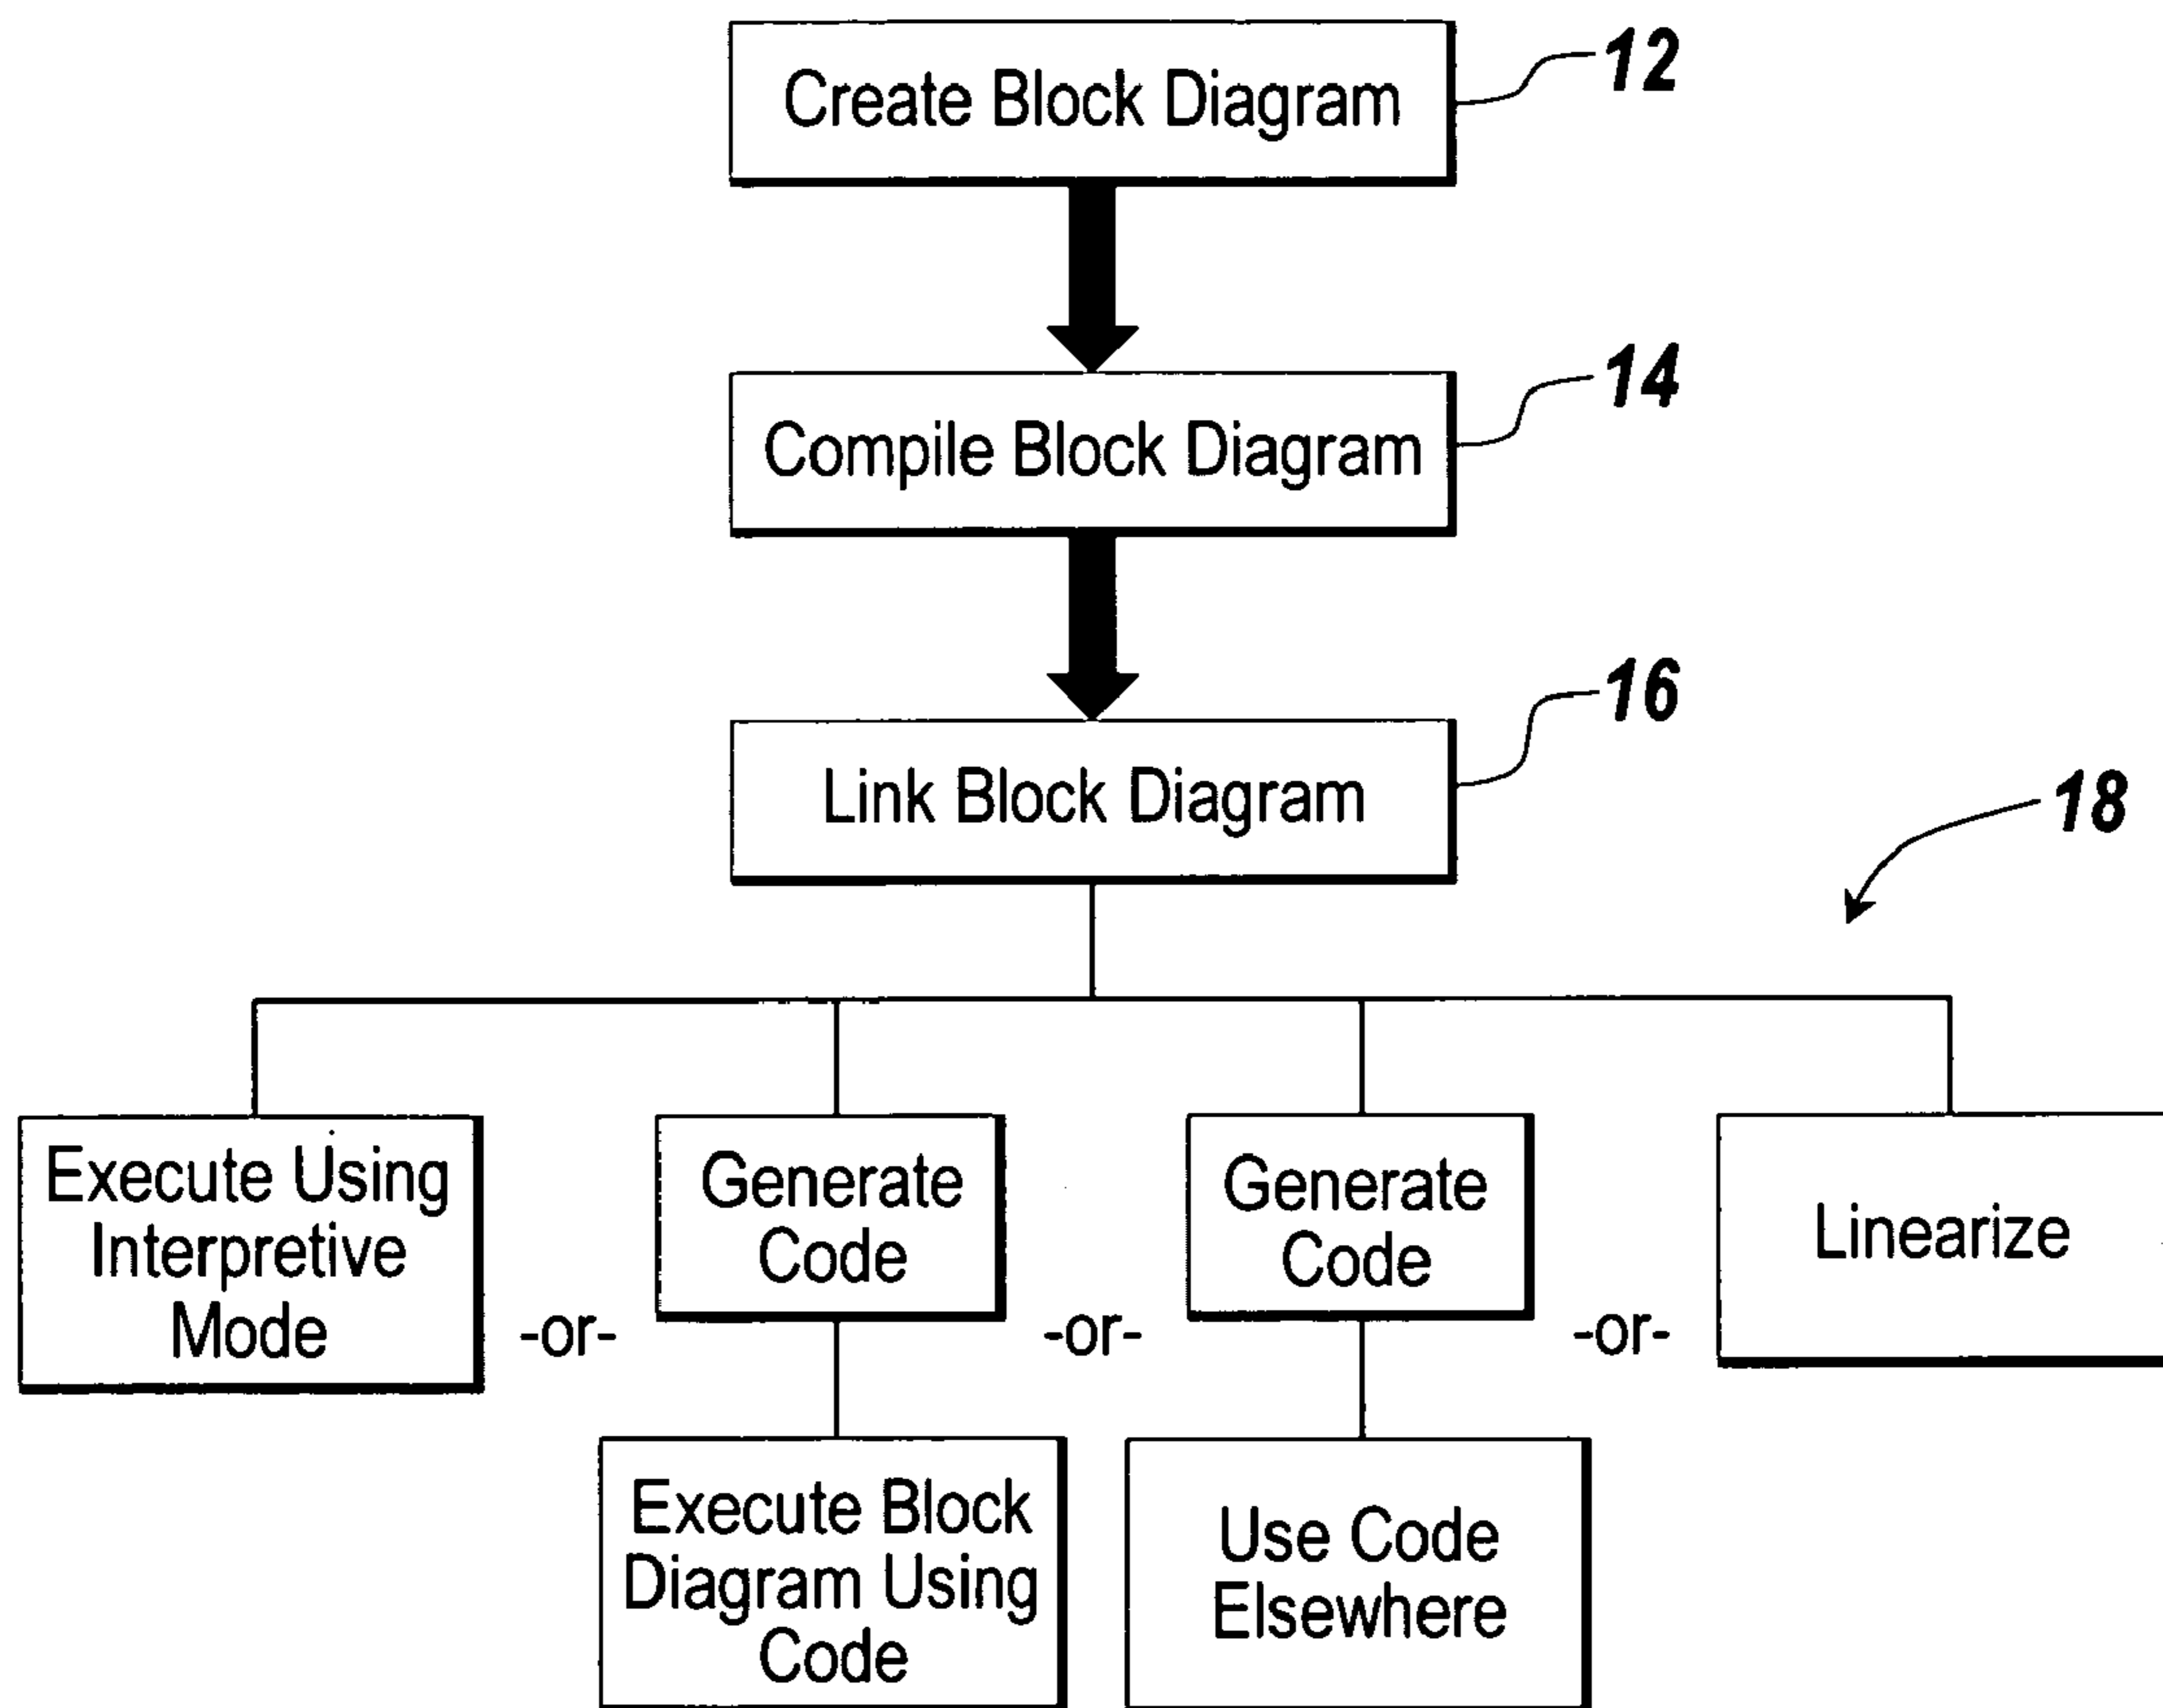 Create Block Diagram
12
Compile Block Diagram
14
Link Block Diagram
16
18
Execute Using
Interpretive
Mode
-or-
Generate
Code
-or-
Generate
Code
-or-
Linearize
Execute Block
Diagram Using
Code
Use Code
Elsewhere